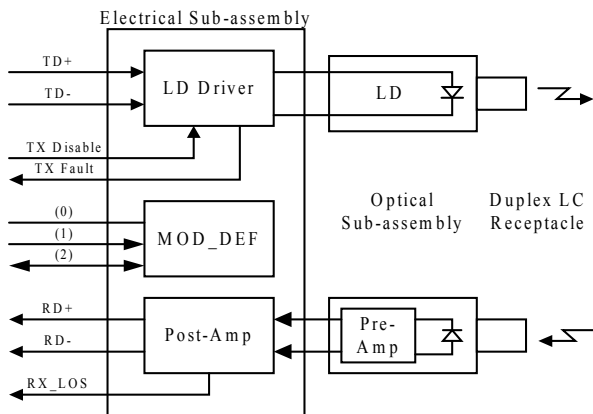 Electrical Sub-assembly
TD+
TD-
LD Driver
LD
TX Disable
TX Fault
(0)
(1)
(2)
MOD_DEF
Optical
Sub-assembly
Duplex LC
Receptacle
RD+
RD-
Post-Amp
Pre-
Amp
RX_LOS